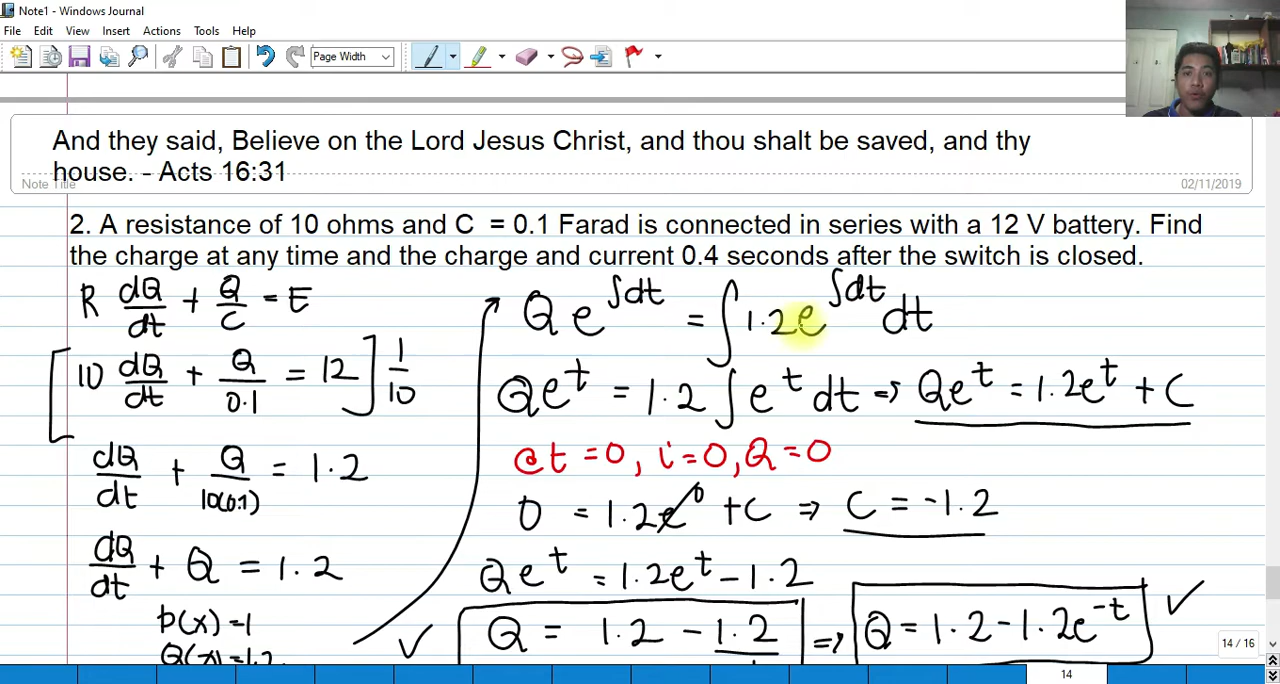 Note1 - Windows Journal
File Edit View Insert Actions Tools Help
Page Width
And they said, Believe on the Lord Jesus Christ, and thou shalt be saved, and thy
house. - Acts 16:31
Note Title
02/11/2019
2. A resistance of 10 ohms and C = 0.1 Farad is connected in series with a 12 V battery. Find
the charge at any time and the charge and current 0.4 seconds after the switch is closed.
R dQ/dt + Q/C = E
[10 dQ/dt + Q/0.1 = 12] 1/10
dQ/dt + Q/10(0.1) = 1.2
dQ/dt + Q = 1.2
p(x) = 1
Q(x) = 1.2
Qe^∫dt = ∫1.2e^∫dt dt
Qe^t = 1.2 ∫e^t dt ⇒ Qe^t = 1.2e^t + C
@t = 0, i = 0, Q = 0
0 = 1.2e^0 + C ⇒ C = -1.2
Qe^t = 1.2e^t - 1.2
✓ Q = 1.2 - 1.2 ⇒ Q = 1.2 - 1.2e^-t ✓
14 / 16
14